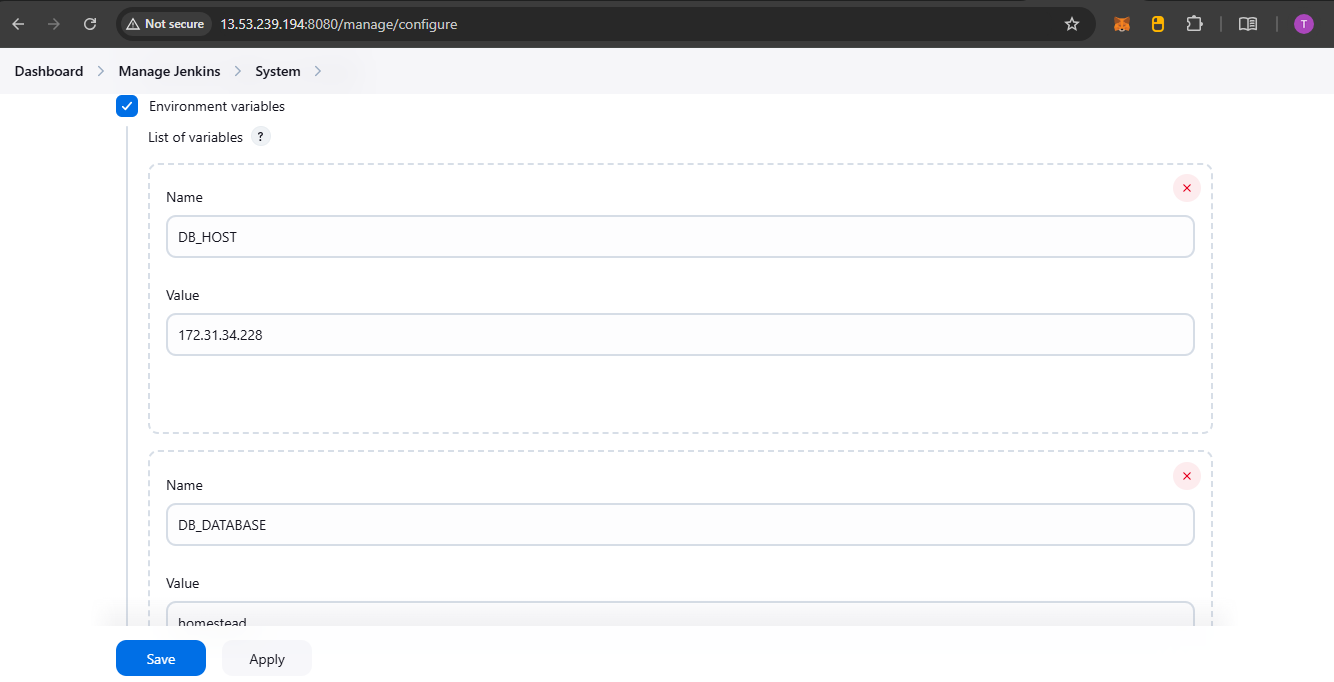 Not secure 13.53.239.194:8080/manage/configure
T
Dashboard > Manage Jenkins > System >
Environment variables
List of variables ?
Name
DB_HOST
Value
172.31.34.228
Name
DB_DATABASE
Value
homestead
Save Apply